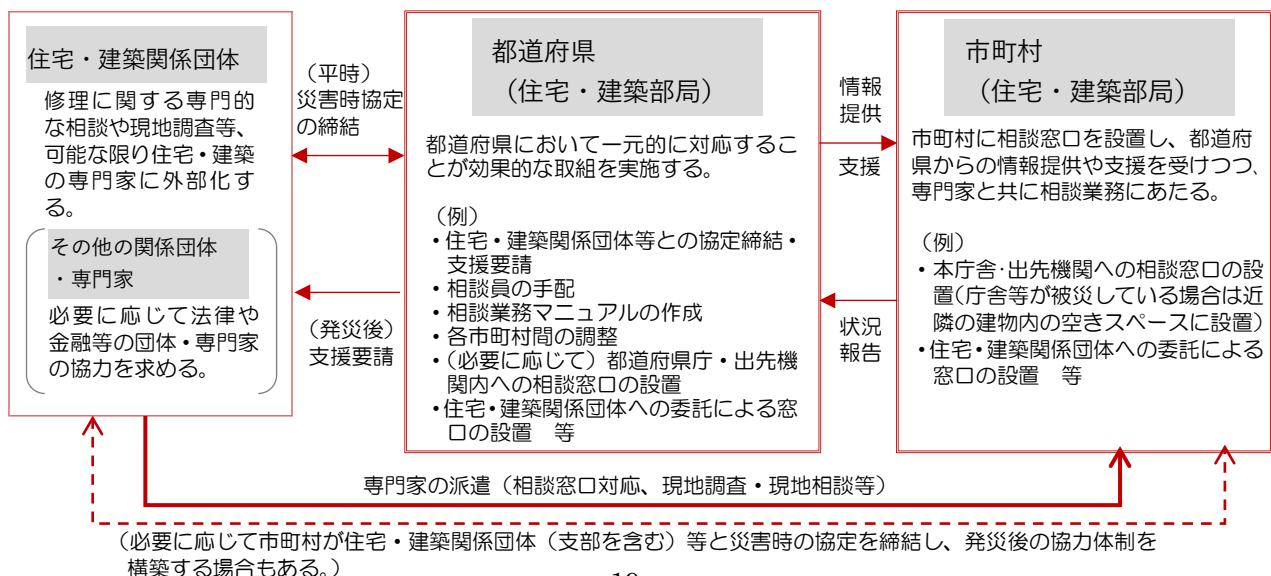 住宅・建築関係団体
修理に関する専門的
な相談や現地調査等、
可能な限り住宅・建築
の専門家に外部化す
る。
その他の関係団体
・専門家
必要に応じて法律や
金融等の団体・専門家
の協力を求める。
（平時）
災害時協定
の締結
（発災後）
支援要請
都道府県
（住宅・建築部局）
都道府県において一元的に対応するこ
とが効果的な取組を実施する。
（例）
・住宅・建築関係団体等との協定締結・
支援要請
・相談員の手配
・相談業務マニュアルの作成
・各市町村間の調整
・（必要に応じて）都道府県庁・出先機
関内への相談窓口の設置
・住宅・建築関係団体への委託による窓
口の設置　等
情報
提供
支援
状況
報告
市町村
（住宅・建築部局）
市町村に相談窓口を設置し、都道府
県からの情報提供や支援を受けつつ、
専門家と共に相談業務にあたる。
（例）
・本庁舎・出先機関への相談窓口の設
置（庁舎等が被災している場合は近
隣の建物内の空きスペースに設置）
・住宅・建築関係団体への委託による
窓口の設置　等
専門家の派遣（相談窓口対応、現地調査・現地相談等）
（必要に応じて市町村が住宅・建築関係団体（支部を含む）等と災害時の協定を締結し、発災後の協力体制を
構築する場合もある。）